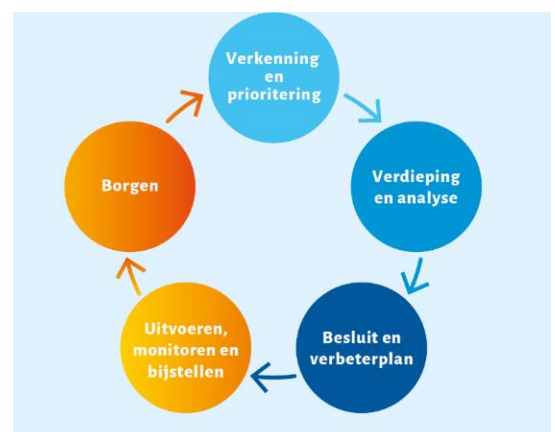 Verkenning
en
prioritering
Verdieping
en analyse
Besluit en
verbeterplan
Uitvoeren,
monitoren en
bijstellen
Borgen